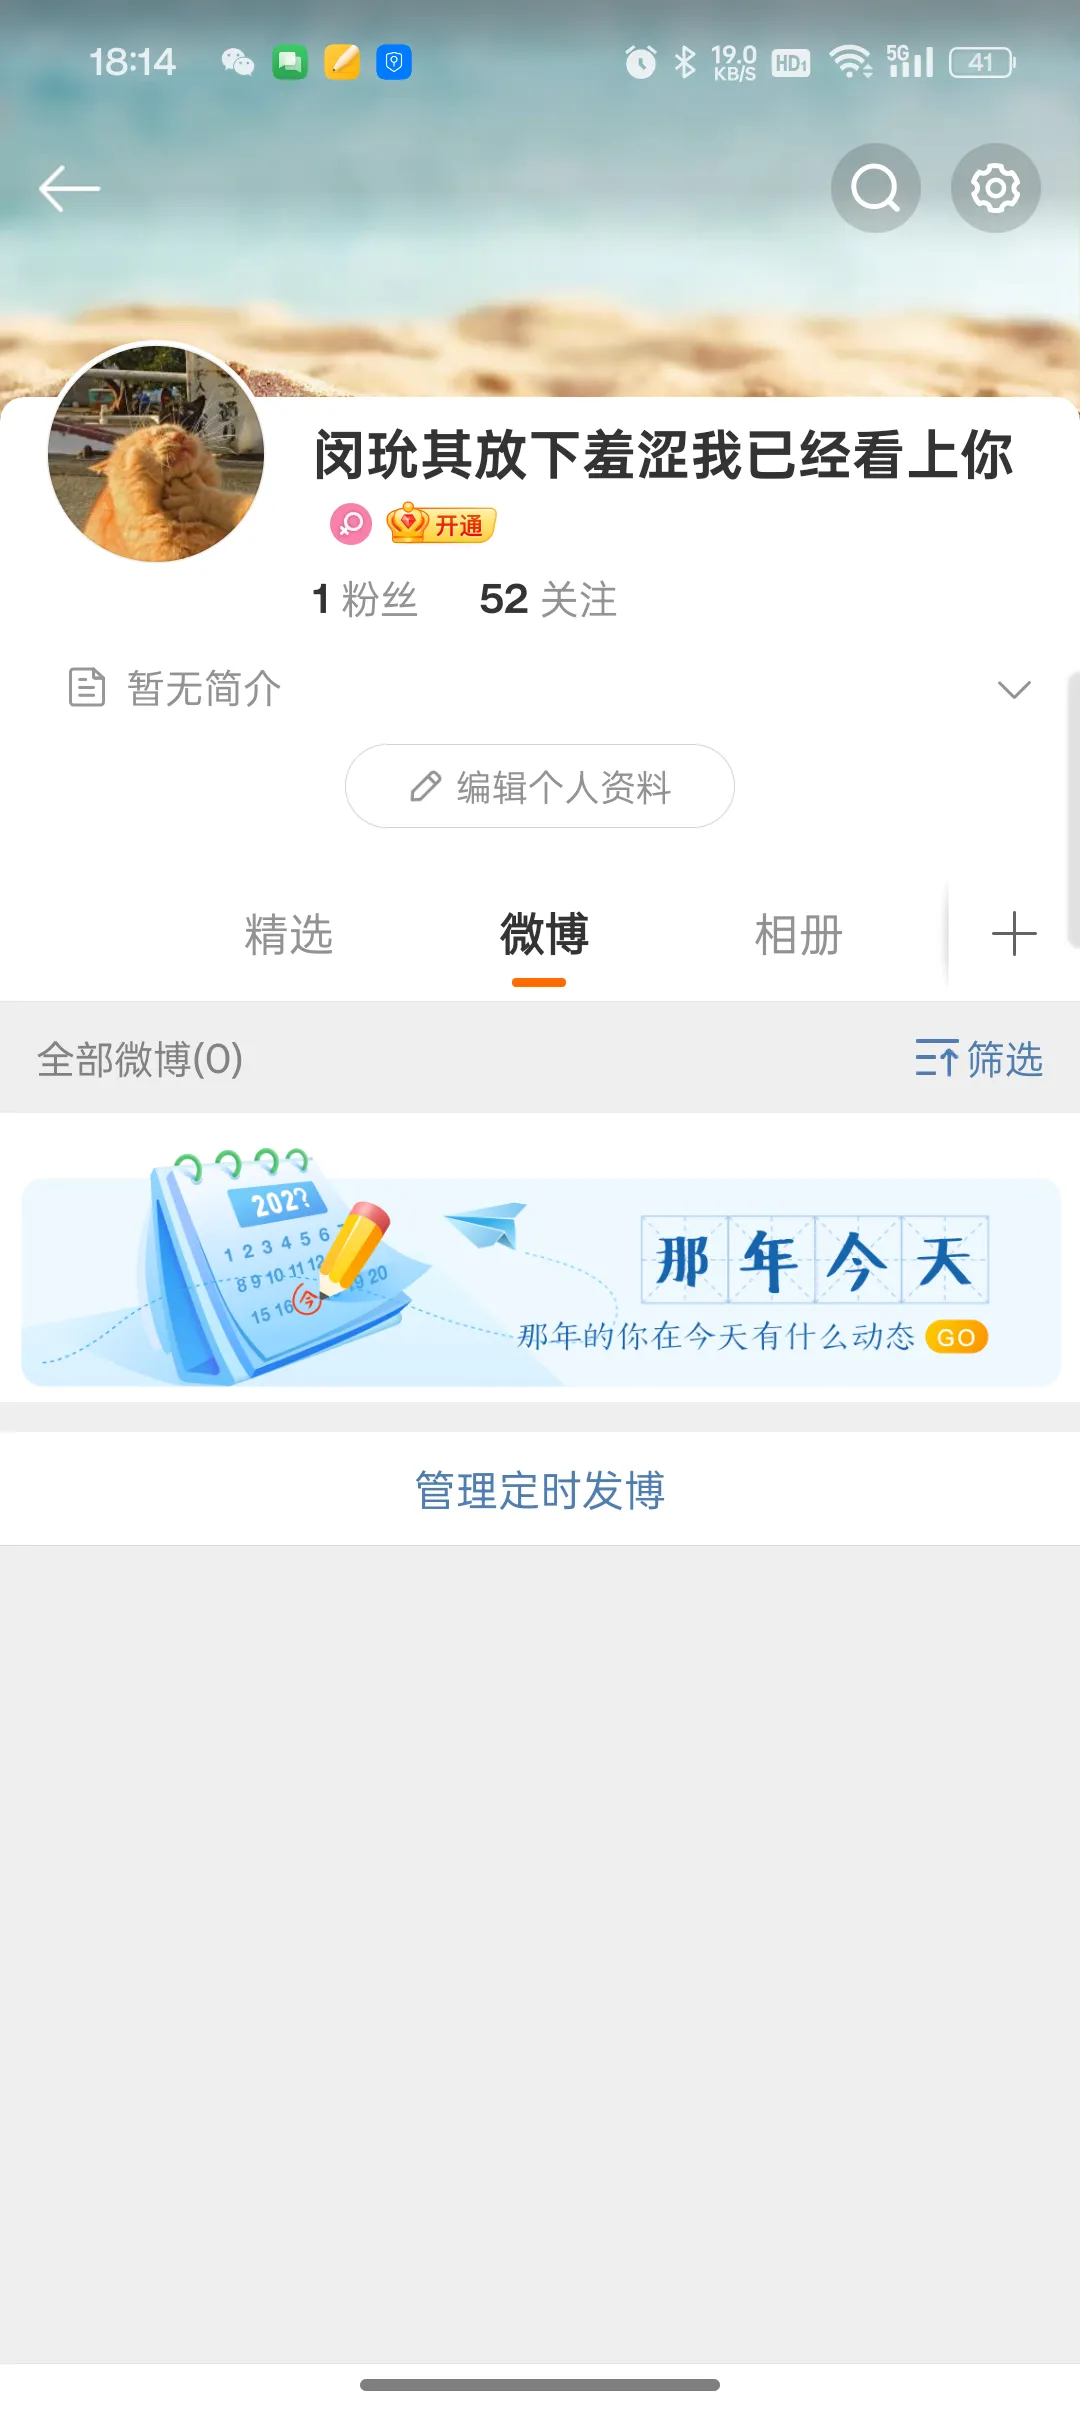 18:14
19.0 KB/S HD1 5G 41
闵玧其放下羞涩我已经看上你
开通
1 粉丝 52 关注
暂无简介
编辑个人资料
精选 微博 相册
全部微博(0) 筛选
202?
1 2 3 4 5 6 7
8 9 10 11 12
15 16 今 19 20
那年今天
那年的你在今天有什么动态 GO
管理定时发博